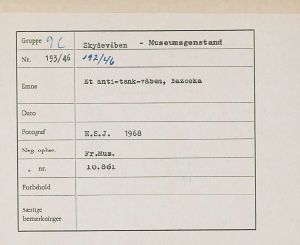 Gruppe 9 C Skydevåben - Museumsgenstand
Nr. 193/46 192/46
Emne Et anti-tank-våben, Bazooka
Dato
Fotograf N.S.J. 1968
Neg. opbev. Fr.Mus.
" nr. 10.861
Forbehold
Særlige
bemærkninger